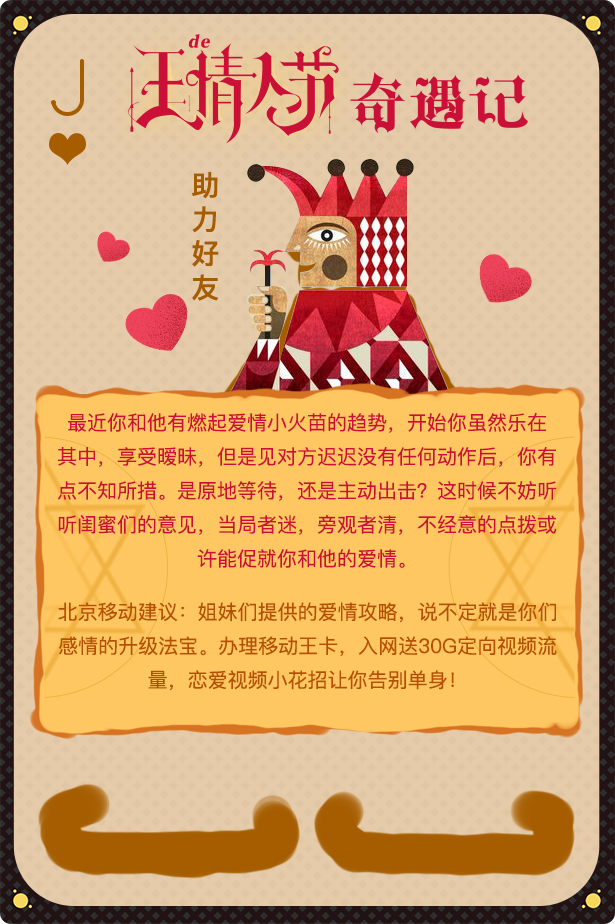 J
王de情人节 奇遇记
助力好友
最近你和他有燃起爱情小火苗的趋势，开始你虽然乐在
其中，享受暧昧，但是见对方迟迟没有任何动作后，你有
点不知所措。是原地等待，还是主动出击？这时候不妨听
听闺蜜们的意见，当局者迷，旁观者清，不经意的点拨或
许能促就你和他的爱情。
北京移动建议：姐妹们提供的爱情攻略，说不定就是你们
感情的升级法宝。办理移动王卡，入网送30G定向视频流
量，恋爱视频小花招让你告别单身！